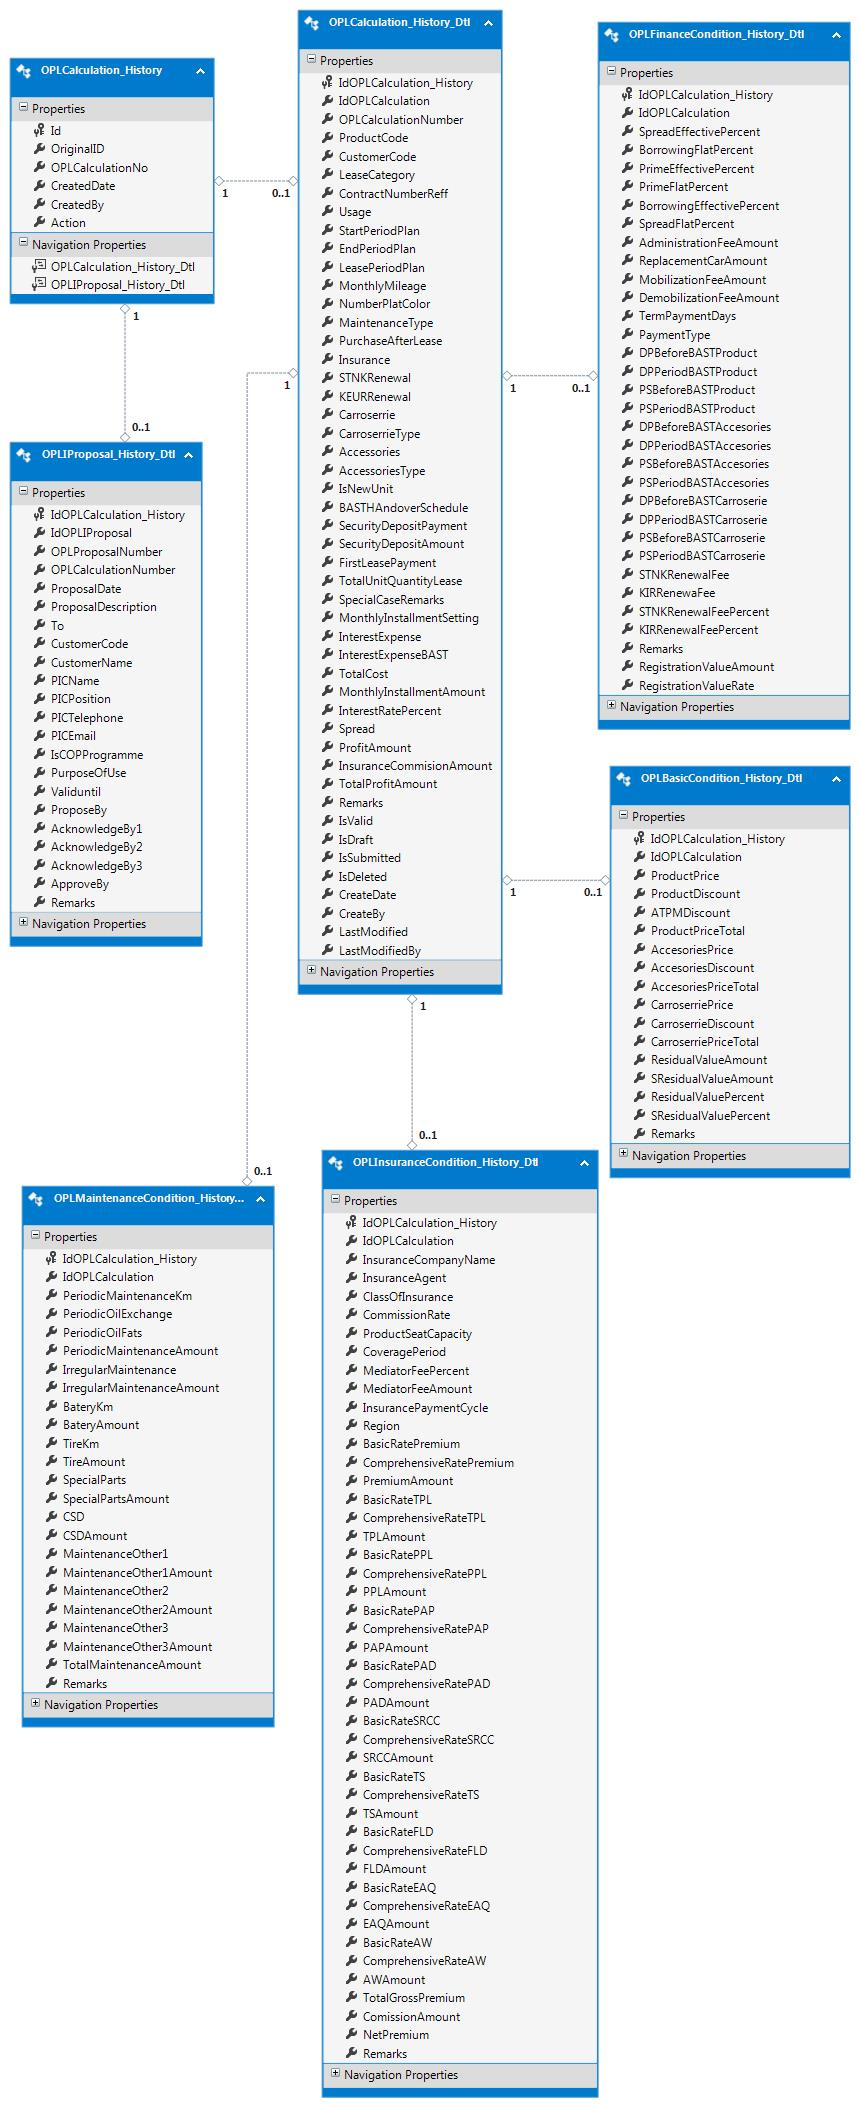 OPLCalculation_History
Properties
Id
OriginalID
OPLCalculationNo
CreatedDate
CreatedBy
Action
Navigation Properties
OPLCalculation_History_Dtl
OPLIProposal_History_Dtl
1
0..1
1
0..1
OPLIProposal_History_Dtl
Properties
IdOPLCalculation_History
IdOPLIProposal
OPLProposalNumber
OPLCalculationNumber
ProposalDate
ProposalDescription
To
CustomerCode
CustomerName
PICName
PICPosition
PICTelephone
PICEmail
IsCOPProgramme
PurposeOfUse
Validuntil
ProposeBy
AcknowledgeBy1
AcknowledgeBy2
AcknowledgeBy3
ApproveBy
Remarks
Navigation Properties
OPLCalculation_History_Dtl
Properties
IdOPLCalculation_History
IdOPLCalculation
OPLCalculationNumber
ProductCode
CustomerCode
LeaseCategory
ContractNumberReff
Usage
StartPeriodPlan
EndPeriodPlan
LeasePeriodPlan
MonthlyMileage
NumberPlatColor
MaintenanceType
PurchaseAfterLease
Insurance
STNKRenewal
KEURRenewal
Carroserrie
CarroserrieType
Accessories
AccessoriesType
IsNewUnit
BASTHAndoverSchedule
SecurityDepositPayment
SecurityDepositAmount
FirstLeasePayment
TotalUnitQuantityLease
SpecialCaseRemarks
MonthlyInstallmentSetting
InterestExpense
InterestExpenseBAST
TotalCost
MonthlyInstallmentAmount
InterestRatePercent
Spread
ProfitAmount
InsuranceCommisionAmount
TotalProfitAmount
Remarks
IsValid
IsDraft
IsSubmitted
IsDeleted
CreateDate
CreateBy
LastModified
LastModifiedBy
Navigation Properties
1
0..1
1
0..1
1
0..1
1
0..1
OPLFinanceCondition_History_Dtl
Properties
IdOPLCalculation_History
IdOPLCalculation
SpreadEffectivePercent
BorrowingFlatPercent
PrimeEffectivePercent
PrimeFlatPercent
BorrowingEffectivePercent
SpreadFlatPercent
AdministrationFeeAmount
ReplacementCarAmount
MobilizationFeeAmount
DemobilizationFeeAmount
TermPaymentDays
PaymentType
DPBeforeBASTProduct
DPPeriodBASTProduct
PSBeforeBASTProduct
PSPeriodBASTProduct
DPBeforeBASTAccesories
DPPeriodBASTAccesories
PSBeforeBASTAccesories
PSPeriodBASTAccesories
DPBeforeBASTCarroserie
DPPeriodBASTCarroserie
PSBeforeBASTCarroserie
PSPeriodBASTCarroserie
STNKRenewalFee
KIRRenewaFee
STNKRenewalFeePercent
KIRRenewalFeePercent
Remarks
RegistrationValueAmount
RegistrationValueRate
Navigation Properties
OPLBasicCondition_History_Dtl
Properties
IdOPLCalculation_History
IdOPLCalculation
ProductPrice
ProductDiscount
ATPMDiscount
ProductPriceTotal
AccesoriesPrice
AccesoriesDiscount
AccesoriesPriceTotal
CarroserriePrice
CarroserrieDiscount
CarroserriePriceTotal
ResidualValueAmount
SResidualValueAmount
ResidualValuePercent
SResidualValuePercent
Remarks
Navigation Properties
OPLMaintenanceCondition_History...
Properties
IdOPLCalculation_History
IdOPLCalculation
PeriodicMaintenanceKm
PeriodicOilExchange
PeriodicOilFats
PeriodicMaintenanceAmount
IrregularMaintenance
IrregularMaintenanceAmount
BateryKm
BateryAmount
TireKm
TireAmount
SpecialParts
SpecialPartsAmount
CSD
CSDAmount
MaintenanceOther1
MaintenanceOther1Amount
MaintenanceOther2
MaintenanceOther2Amount
MaintenanceOther3
MaintenanceOther3Amount
TotalMaintenanceAmount
Remarks
Navigation Properties
OPLInsuranceCondition_History_Dtl
Properties
IdOPLCalculation_History
IdOPLCalculation
InsuranceCompanyName
InsuranceAgent
ClassOfInsurance
CommissionRate
ProductSeatCapacity
CoveragePeriod
MediatorFeePercent
MediatorFeeAmount
InsurancePaymentCycle
Region
BasicRatePremium
ComprehensiveRatePremium
PremiumAmount
BasicRateTPL
ComprehensiveRateTPL
TPLAmount
BasicRatePPL
ComprehensiveRatePPL
PPLAmount
BasicRatePAP
ComprehensiveRatePAP
PAPAmount
BasicRatePAD
ComprehensiveRatePAD
PADAmount
BasicRateSRCC
ComprehensiveRateSRCC
SRCCAmount
BasicRateTS
ComprehensiveRateTS
TSAmount
BasicRateFLD
ComprehensiveRateFLD
FLDAmount
BasicRateEAQ
ComprehensiveRateEAQ
EAQAmount
BasicRateAW
ComprehensiveRateAW
AWAmount
TotalGrossPremium
ComissionAmount
NetPremium
Remarks
Navigation Properties